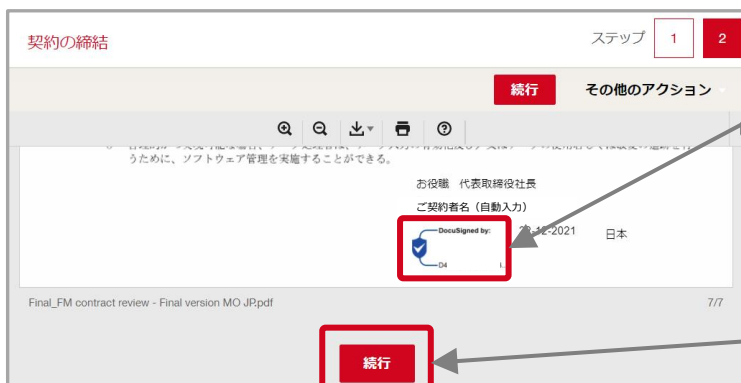 契約の締結
ステップ 1 2
続行 その他のアクション
うために、ソフトウェア管理を実施することができる。
お役職 代表取締役社長
ご契約者名（自動入力）
DocuSigned by:
-12-2021 日本
D4
Final_FM contract review - Final version MO JP.pdf 7/7
続行